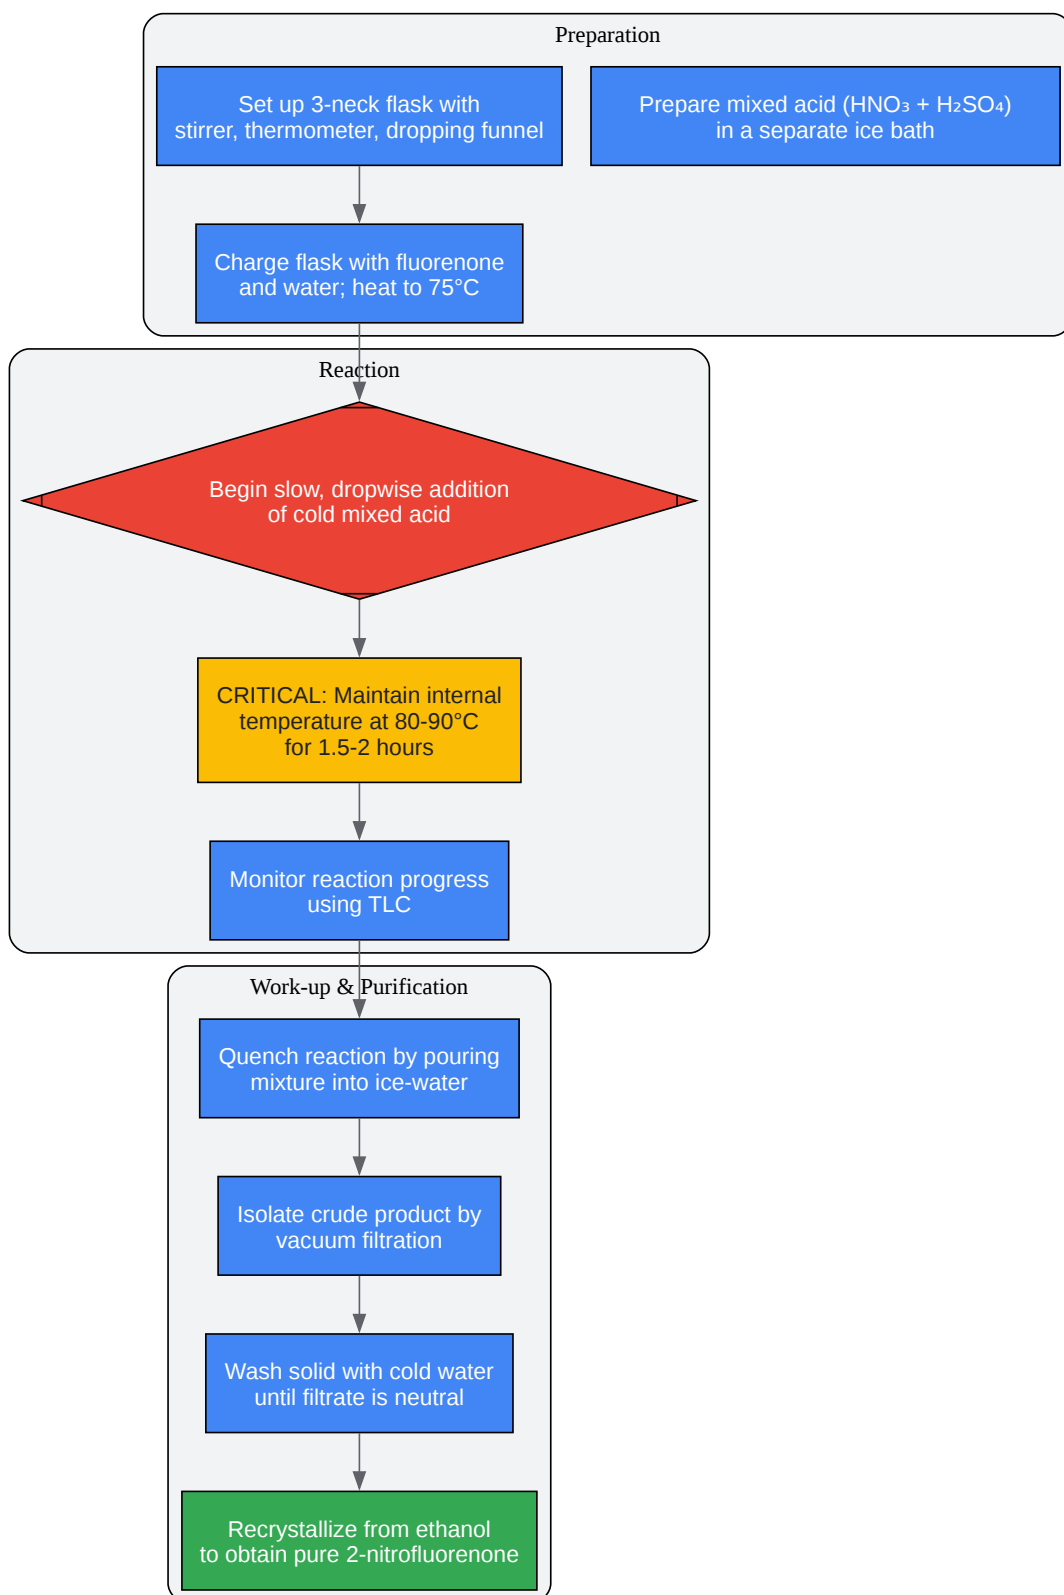 Preparation
Set up 3-neck flask with
stirrer, thermometer, dropping funnel
Prepare mixed acid (HNO₃ + H₂SO₄)
in a separate ice bath
Charge flask with fluorenone
and water; heat to 75°C
Reaction
Begin slow, dropwise addition
of cold mixed acid
CRITICAL: Maintain internal
temperature at 80-90°C
for 1.5-2 hours
Monitor reaction progress
using TLC
Work-up & Purification
Quench reaction by pouring
mixture into ice-water
Isolate crude product by
vacuum filtration
Wash solid with cold water
until filtrate is neutral
Recrystallize from ethanol
to obtain pure 2-nitrofluorenone